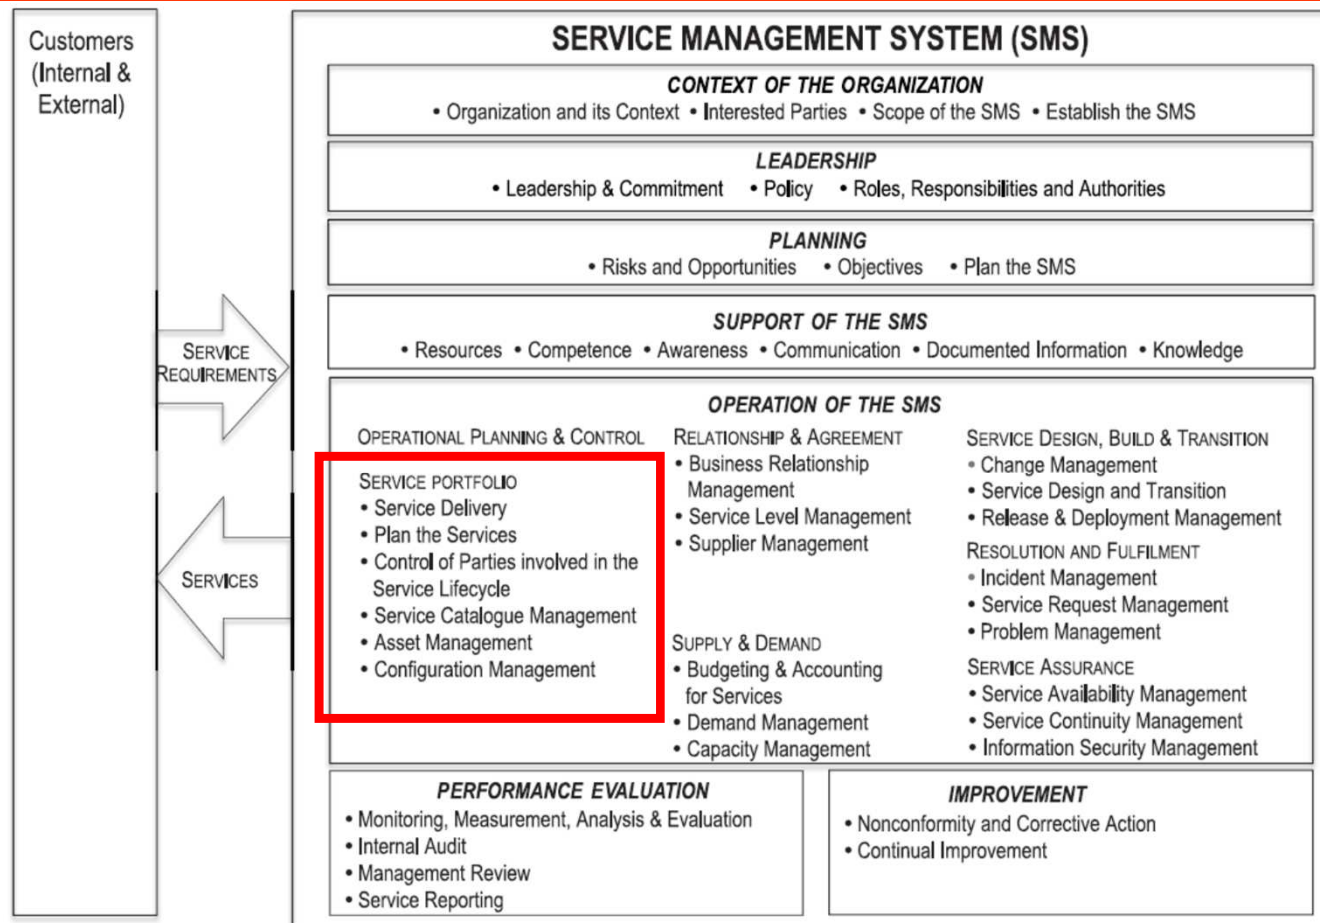 Customers
(Internal &
External)
SERVICE
REQUIREMENTS
SERVICES
SERVICE MANAGEMENT SYSTEM (SMS)
CONTEXT OF THE ORGANIZATION
• Organization and its Context • Interested Parties • Scope of the SMS • Establish the SMS
LEADERSHIP
• Leadership & Commitment • Policy • Roles, Responsibilities and Authorities
PLANNING
• Risks and Opportunities • Objectives • Plan the SMS
SUPPORT OF THE SMS
• Resources • Competence • Awareness • Communication • Documented Information • Knowledge
OPERATION OF THE SMS
OPERATIONAL PLANNING & CONTROL
SERVICE PORTFOLIO
• Service Delivery
• Plan the Services
• Control of Parties involved in the
Service Lifecycle
• Service Catalogue Management
• Asset Management
• Configuration Management
RELATIONSHIP & AGREEMENT
• Business Relationship
Management
• Service Level Management
• Supplier Management
SUPPLY & DEMAND
• Budgeting & Accounting
for Services
• Demand Management
• Capacity Management
SERVICE DESIGN, BUILD & TRANSITION
• Change Management
• Service Design and Transition
• Release & Deployment Management
RESOLUTION AND FULFILMENT
• Incident Management
• Service Request Management
• Problem Management
SERVICE ASSURANCE
• Service Availability Management
• Service Continuity Management
• Information Security Management
PERFORMANCE EVALUATION
• Monitoring, Measurement, Analysis & Evaluation
• Internal Audit
• Management Review
• Service Reporting
IMPROVEMENT
• Nonconformity and Corrective Action
• Continual Improvement